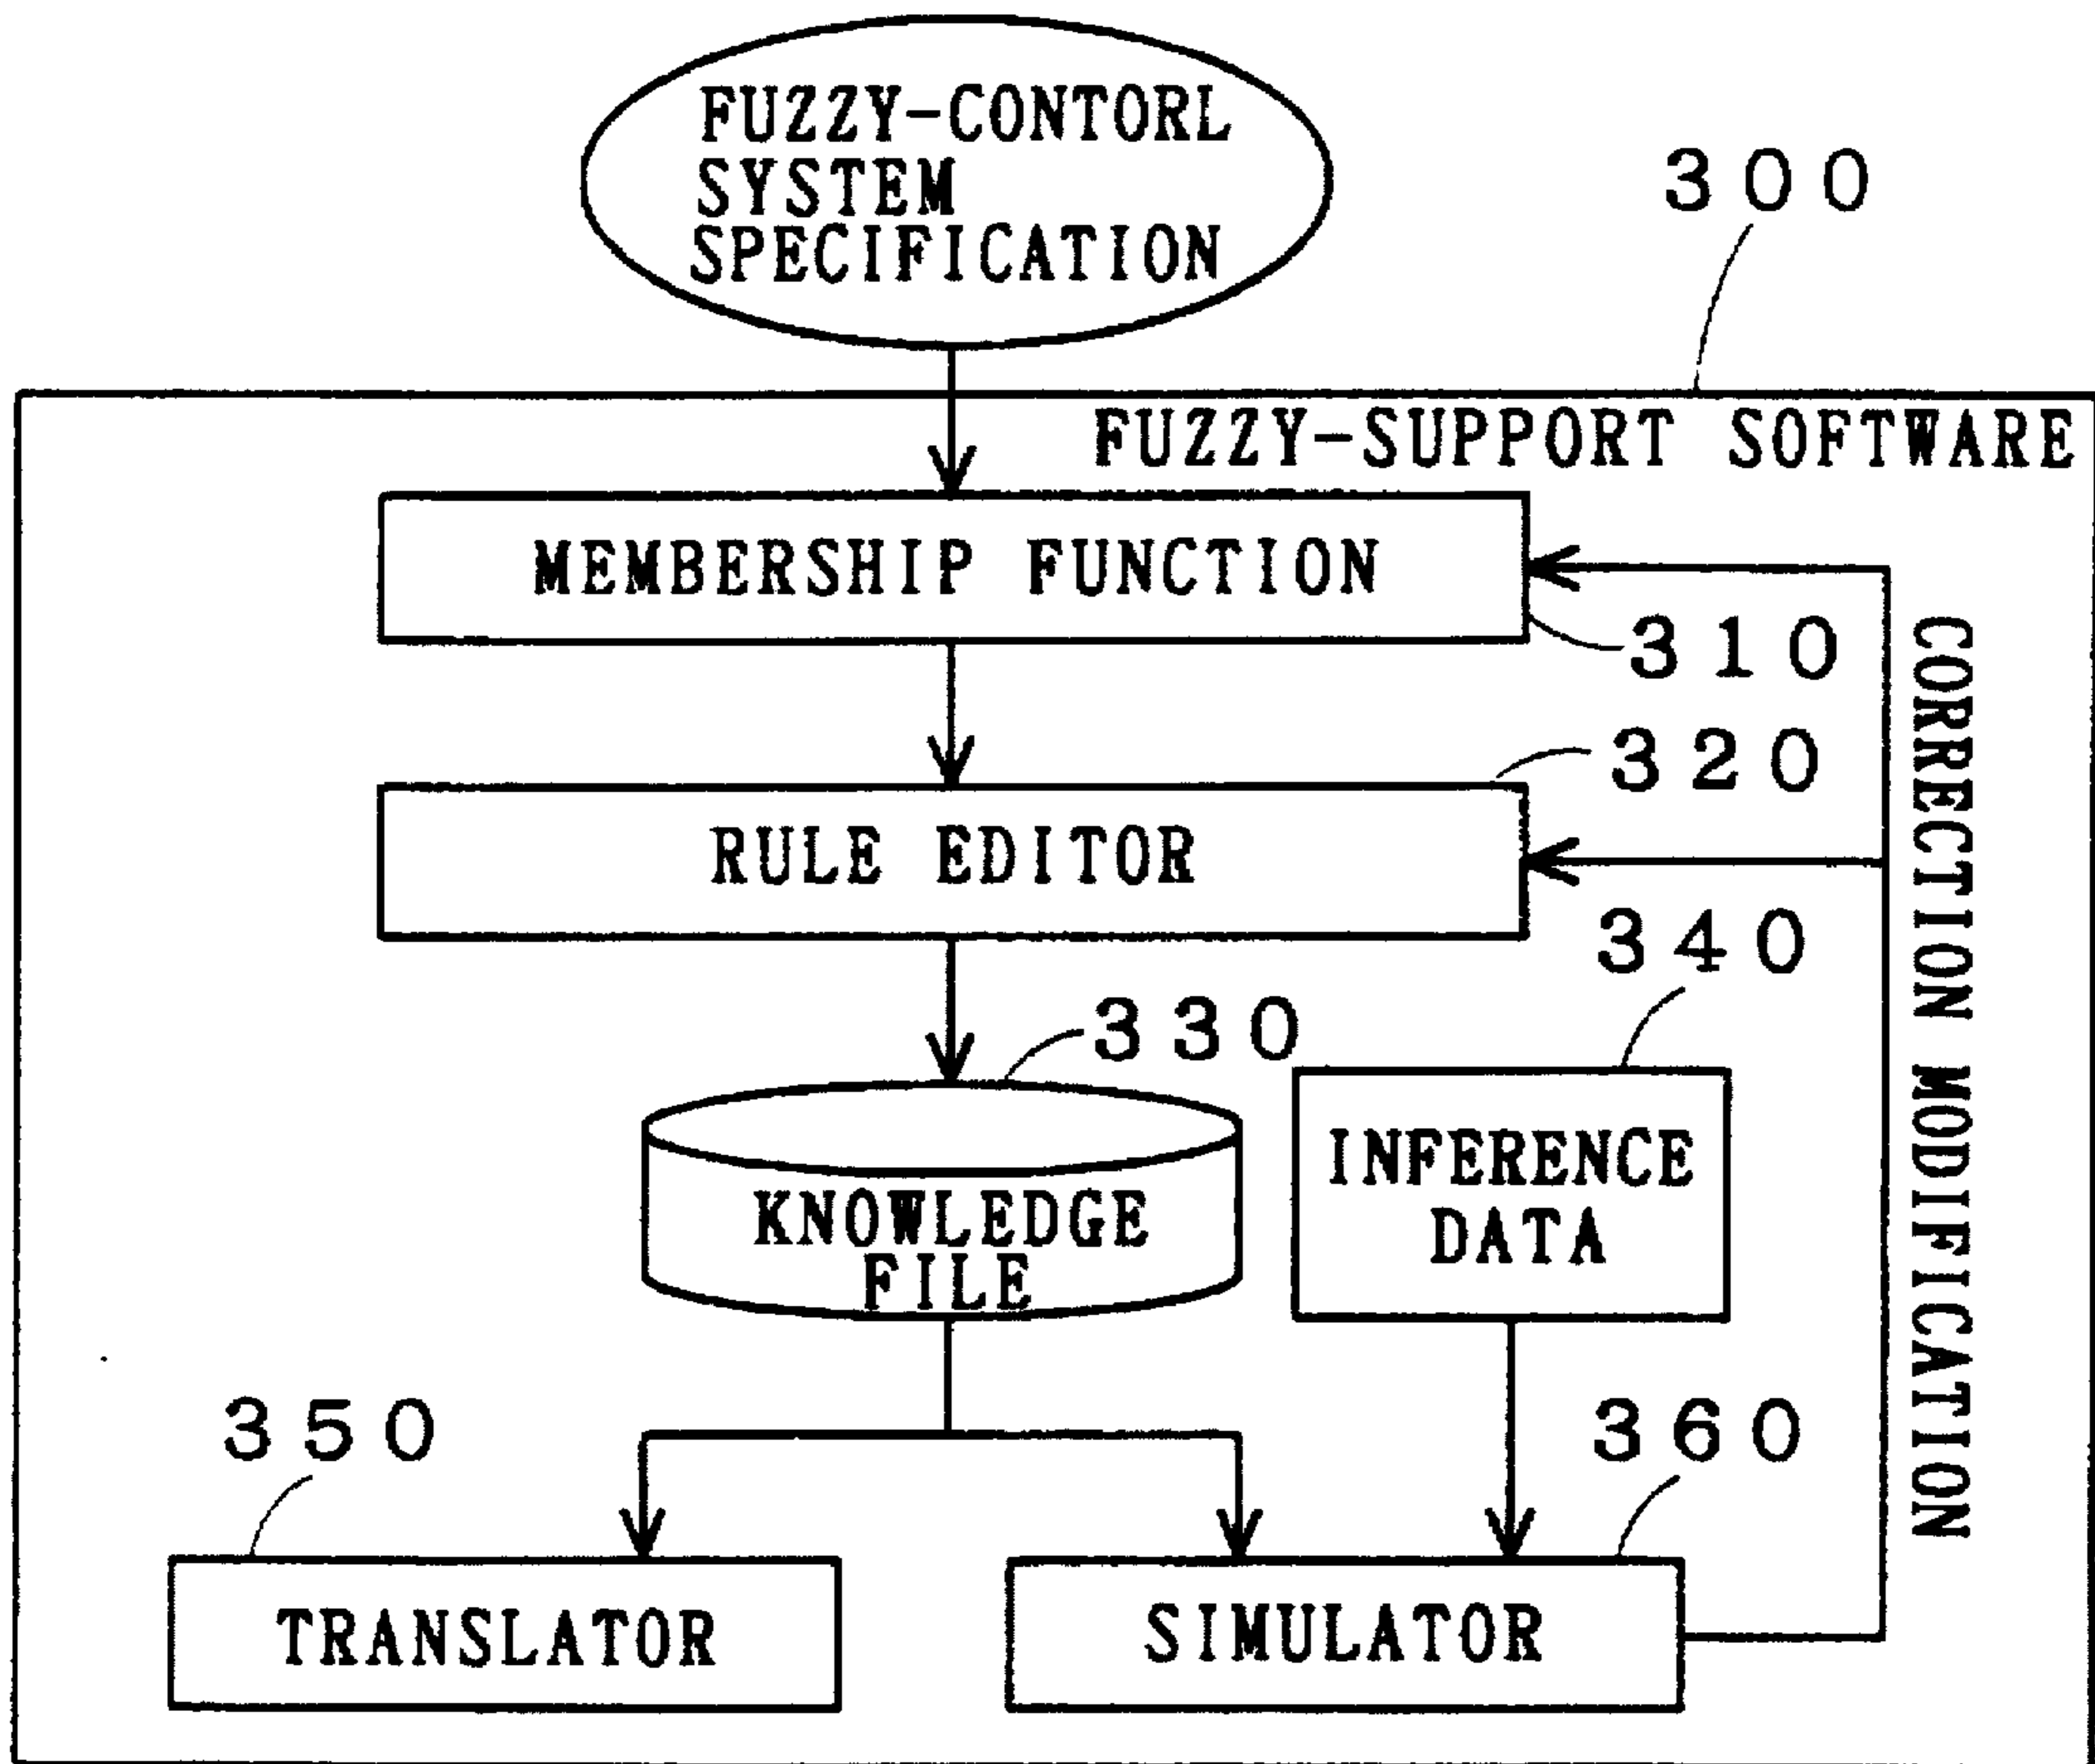 FUZZY-CONTORL
SYSTEM
SPECIFICATION
300
FUZZY-SUPPORT SOFTWARE
MEMBERSHIP FUNCTION
310
320
RULE EDITOR
340
330
KNOWLEDGE
FILE
INFERENCE
DATA
CORRECTION MODIFICATION
350
360
TRANSLATOR
SIMULATOR